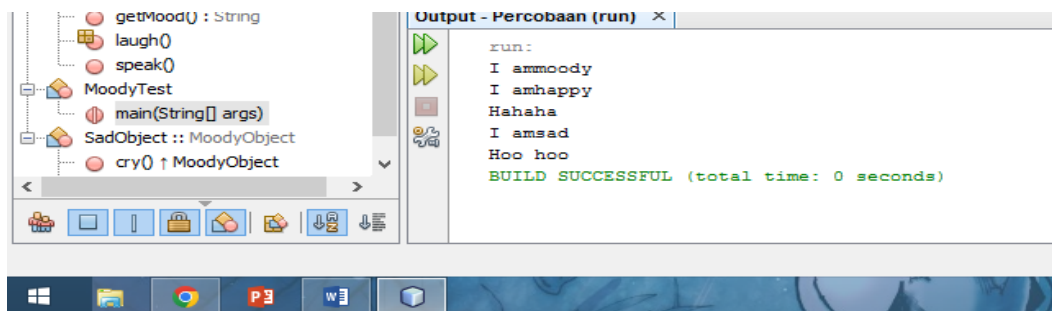 getMood() : String
laugh()
speak()
MoodyTest
main(String[] args)
SadObject :: MoodyObject
cry() ↑ MoodyObject
Output - Percobaan (run) ×
run:
I ammoody
I amhappy
Hahaha
I amsad
Hoo hoo
BUILD SUCCESSFUL (total time: 0 seconds)